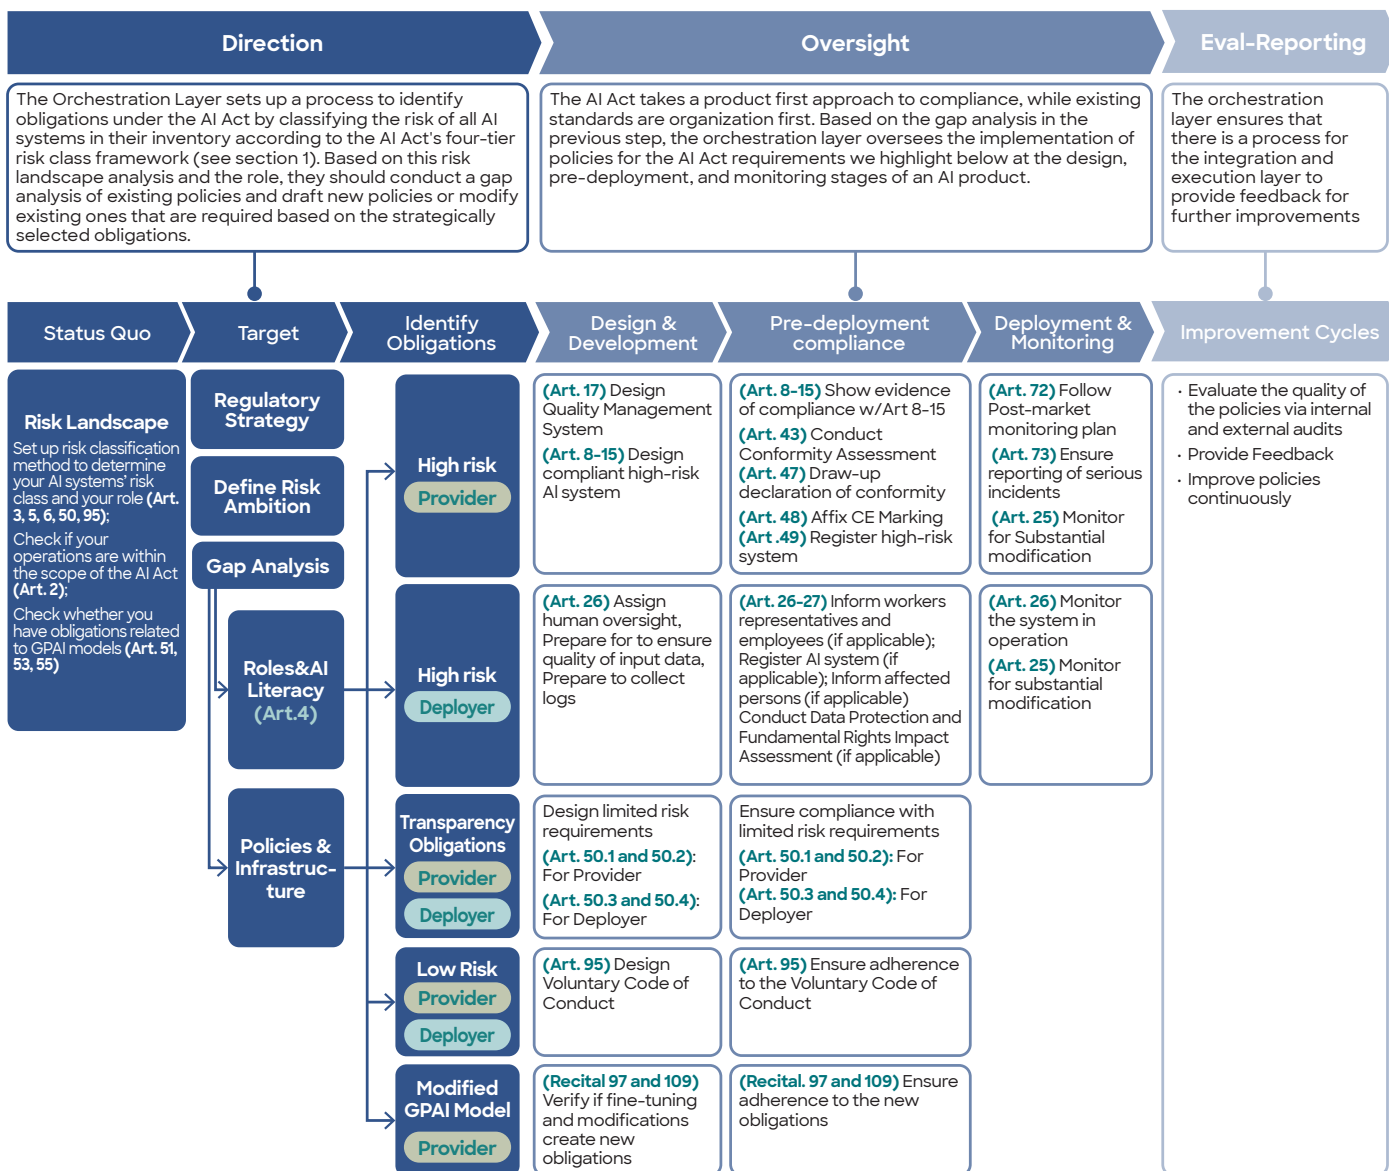 Direction
Oversight
Eval-Reporting
The Orchestration Layer sets up a process to identify
obligations under the AI Act by classifying the risk of all AI
systems in their inventory according to the AI Act's four-tier
risk class framework (see section 1). Based on this risk
landscape analysis and the role, they should conduct a gap
analysis of existing policies and draft new policies or modify
existing ones that are required based on the strategically
selected obligations.
The AI Act takes a product first approach to compliance, while existing
standards are organization first. Based on the gap analysis in the
previous step, the orchestration layer oversees the implementation of
policies for the AI Act requirements we highlight below at the design,
pre-deployment, and monitoring stages of an AI product.
The orchestration
layer ensures that
there is a process for
the integration and
execution layer to
provide feedback for
further improvements
Status Quo
Target
Identify
Obligations
Design &
Development
Pre-deployment
compliance
Deployment &
Monitoring
Improvement Cycles
Risk Landscape
Set up risk classification
method to determine
your AI systems' risk
class and your role (Art.
3, 5, 6, 50, 95);
Check if your
operations are within
the scope of the AI Act
(Art. 2);
Check whether you
have obligations related
to GPAI models (Art. 51,
53, 55)
Regulatory
Strategy
Define Risk
Ambition
Gap Analysis
Roles&AI
Literacy
(Art.4)
Policies &
Infrastruc-
ture
High risk
Provider
(Art. 17) Design
Quality Management
System
(Art. 8-15) Design
compliant high-risk
AI system
(Art. 8-15) Show evidence
of compliance w/Art 8-15
(Art. 43) Conduct
Conformity Assessment
(Art. 47) Draw-up
declaration of conformity
(Art. 48) Affix CE Marking
(Art .49) Register high-risk
system
(Art. 72) Follow
Post-market
monitoring plan
(Art. 73) Ensure
reporting of serious
incidents
(Art. 25) Monitor
for Substantial
modification
· Evaluate the quality of
the policies via internal
and external audits
· Provide Feedback
· Improve policies
continuously
High risk
Deployer
(Art. 26) Assign
human oversight,
Prepare for to ensure
quality of input data,
Prepare to collect
logs
(Art. 26-27) Inform workers
representatives and
employees (if applicable);
Register AI system (if
applicable); Inform affected
persons (if applicable)
Conduct Data Protection and
Fundamental Rights Impact
Assessment (if applicable)
(Art. 26) Monitor
the system in
operation
(Art. 25) Monitor
for substantial
modification
Transparency
Obligations
Provider
Deployer
Design limited risk
requirements
(Art. 50.1 and 50.2):
For Provider
(Art. 50.3 and 50.4):
For Deployer
Ensure compliance with
limited risk requirements
(Art. 50.1 and 50.2): For
Provider
(Art. 50.3 and 50.4): For
Deployer
Low Risk
Provider
Deployer
(Art. 95) Design
Voluntary Code of
Conduct
(Art. 95) Ensure adherence
to the Voluntary Code of
Conduct
Modified
GPAI Model
Provider
(Recital 97 and 109)
Verify if fine-tuning
and modifications
create new
obligations
(Recital. 97 and 109) Ensure
adherence to the new
obligations